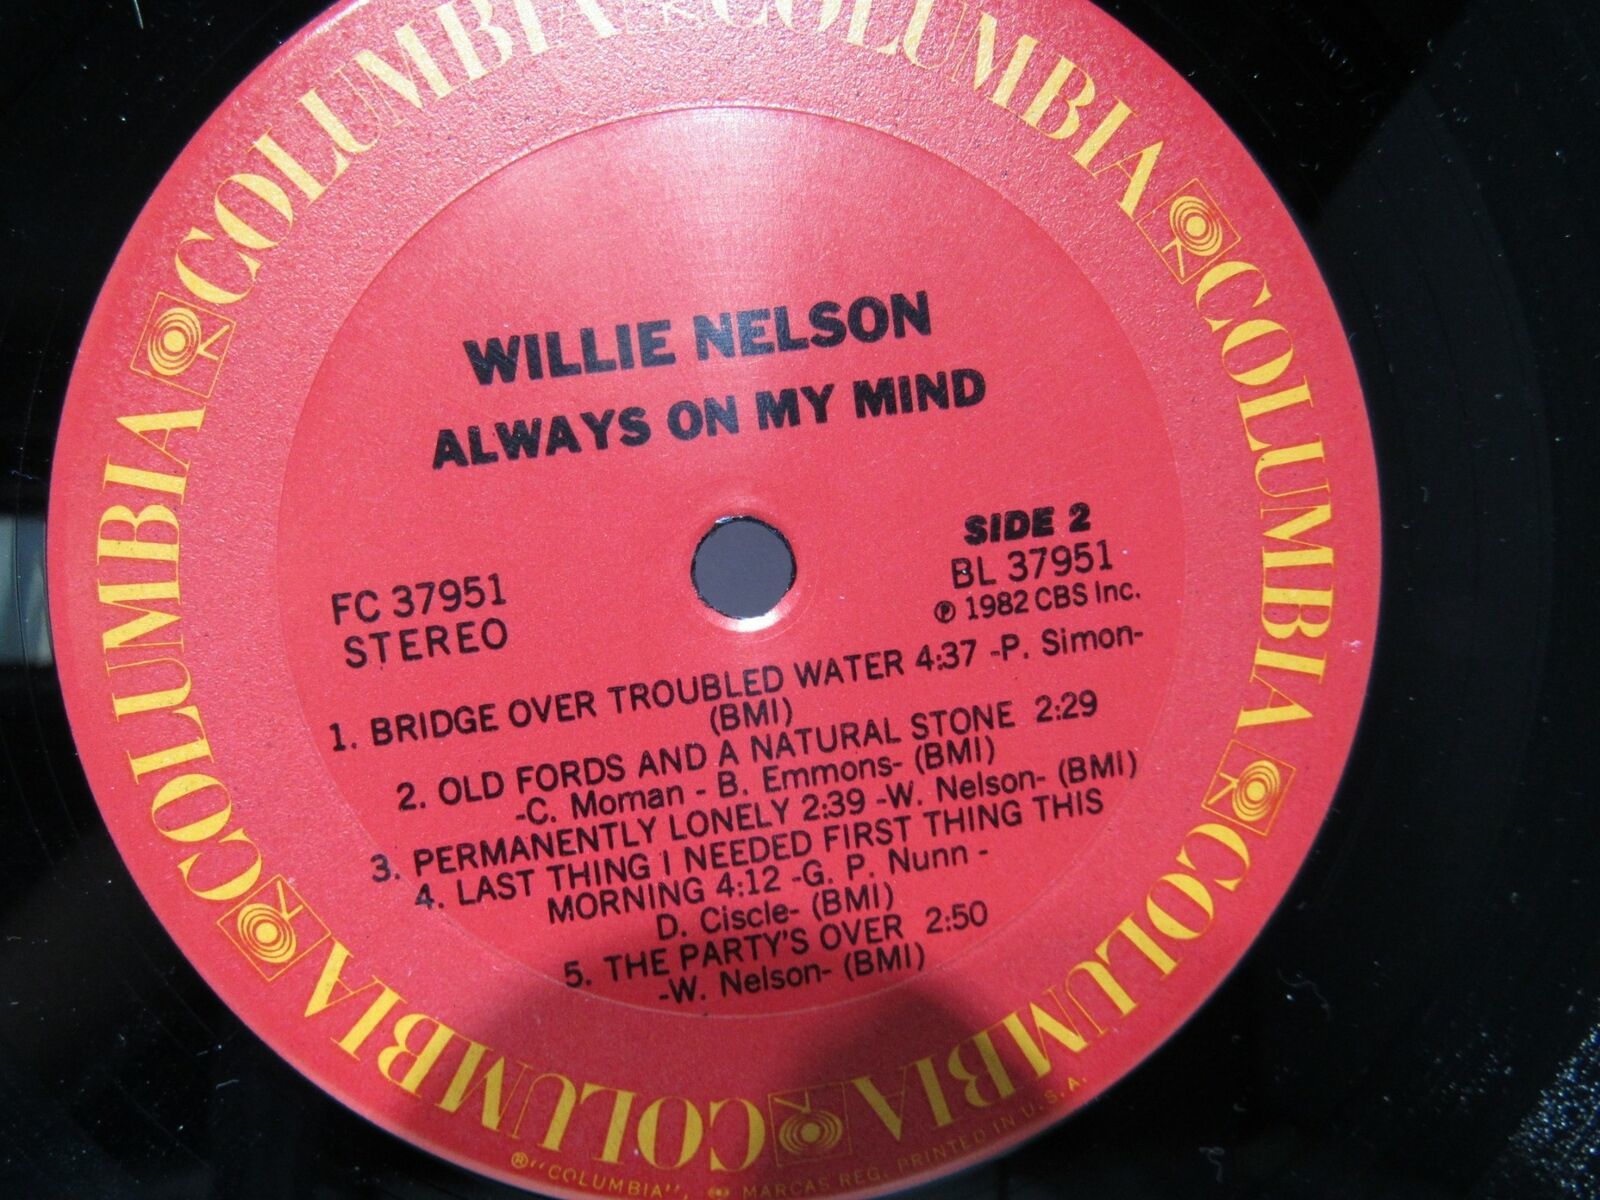 COLUMBIA COLUMBIA COLUMBIA COLUMBIA COLUMBIA COLUMBIA COLUMBIA
WILLIE NELSON
ALWAYS ON MY MIND
SIDE 2
BL 37951
℗ 1982 CBS Inc.
FC 37951
STEREO
1. BRIDGE OVER TROUBLED WATER 4:37 -P. Simon-
(BMI)
2. OLD FORDS AND A NATURAL STONE 2:29
-C. Moman - B. Emmons- (BMI)
3. PERMANENTLY LONELY 2:39 -W. Nelson- (BMI)
4. LAST THING I NEEDED FIRST THING THIS
MORNING 4:12 -G. P. Nunn -
D. Ciscle- (BMI)
5. THE PARTY'S OVER 2:50
-W. Nelson- (BMI)
®"COLUMBIA", MARCAS REG. PRINTED IN U.S.A.